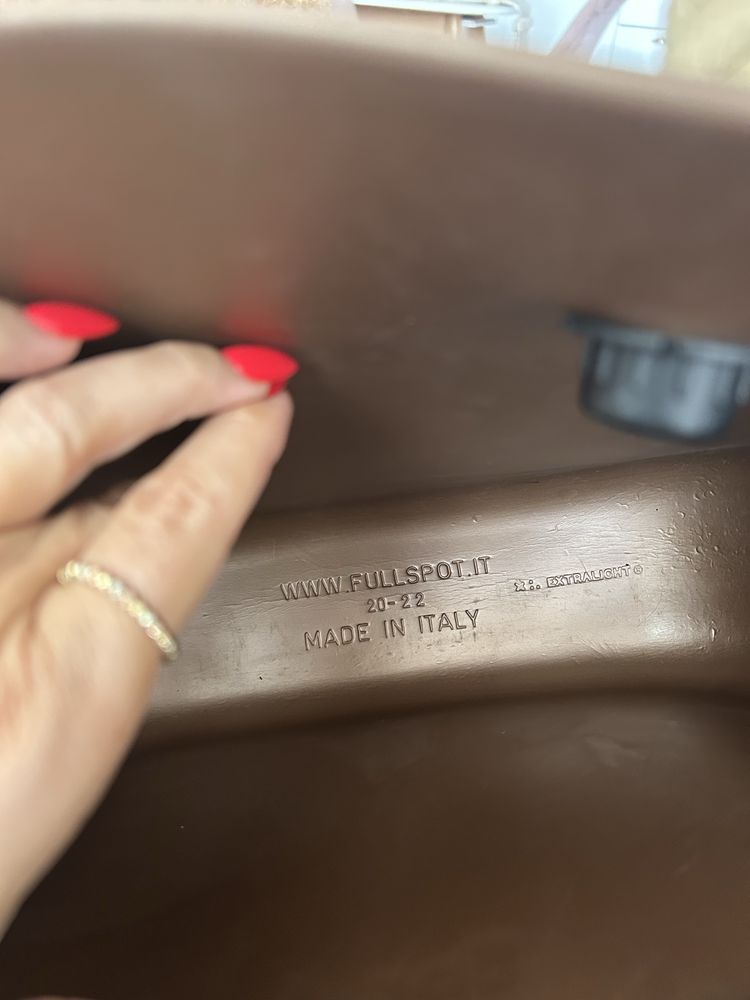 WWW.FULLSPOT.IT
20-22
MADE IN ITALY
EXTRALIGHT®